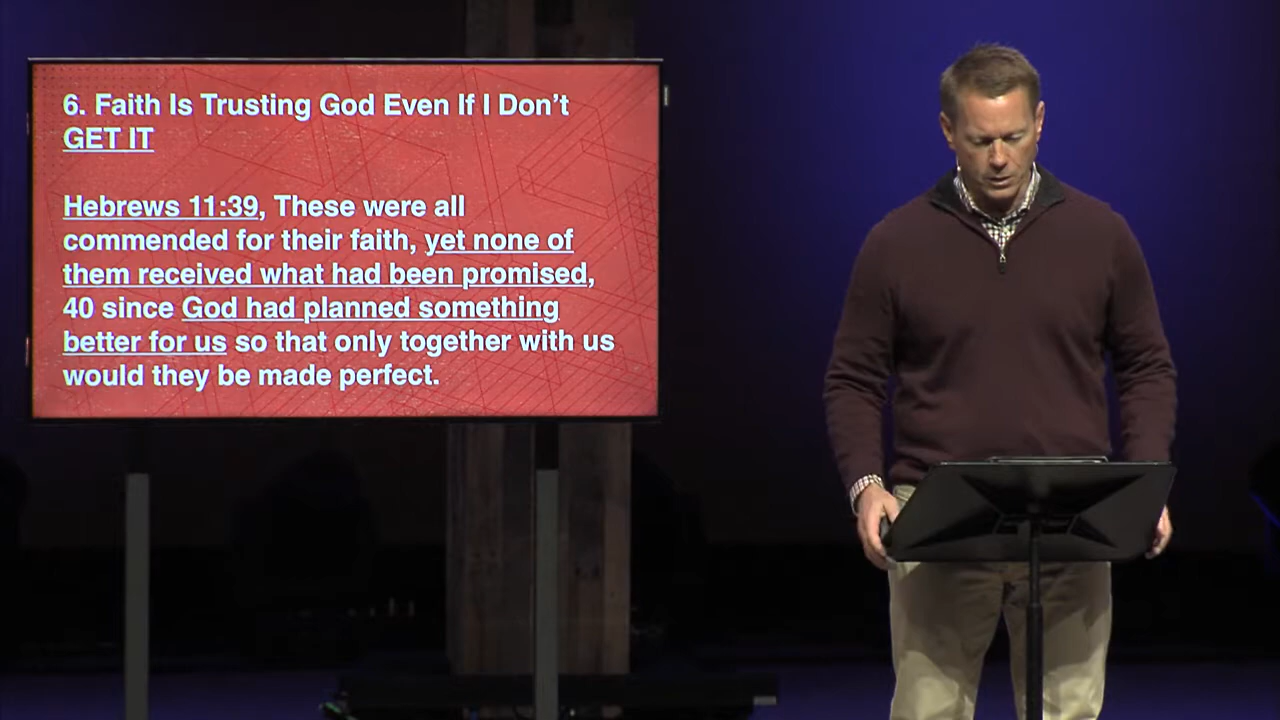 6. Faith Is Trusting God Even If I Don’t
GET IT
Hebrews 11:39, These were all
commended for their faith, yet none of
them received what had been promised,
40 since God had planned something
better for us so that only together with us
would they be made perfect.